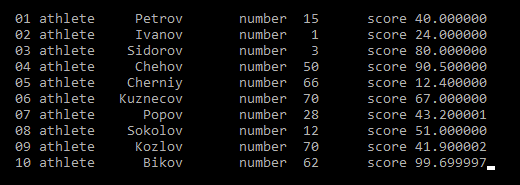 01 athlete Petrov number 15 score 40.000000
02 athlete Ivanov number 1 score 24.000000
03 athlete Sidorov number 3 score 80.000000
04 athlete Chehov number 50 score 90.500000
05 athlete Cherniy number 66 score 12.400000
06 athlete Kuznecov number 70 score 67.000000
07 athlete Popov number 28 score 43.200001
08 athlete Sokolov number 12 score 51.000000
09 athlete Kozlov number 70 score 41.900002
10 athlete Bikov number 62 score 99.699997